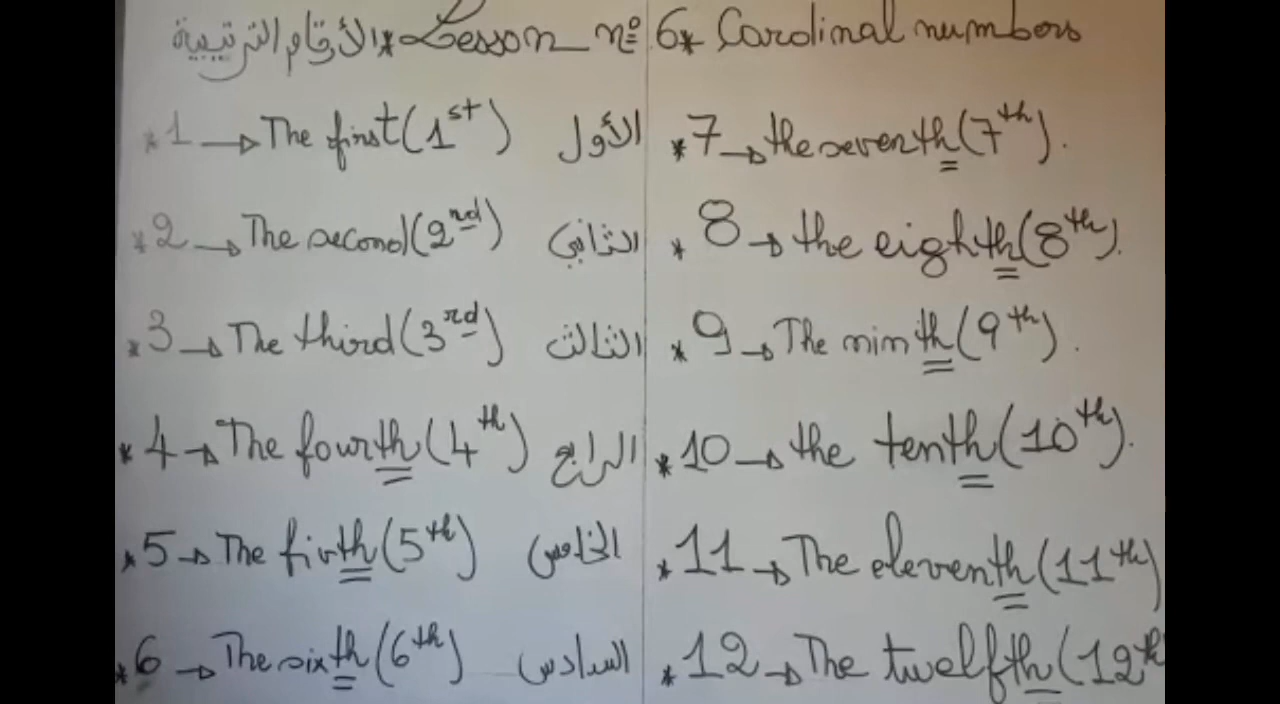 الأرقام الترتيبية * Lesson nº 6* Cardinal numbers
*1 → The first (1st) الأول
*2 → The second (2nd) الثاني
*3 → The third (3rd) الثالث
*4 → The fourth (4th) الرابع
*5 → The firth (5th) الخامس
*6 → The sixth (6th) السادس
*7 → the seventh (7th).
*8 → the eighth (8th).
*9 → The ninth (9th).
*10 → the tenth (10th).
*11 → The eleventh (11th)
*12 → The twelfth (12th